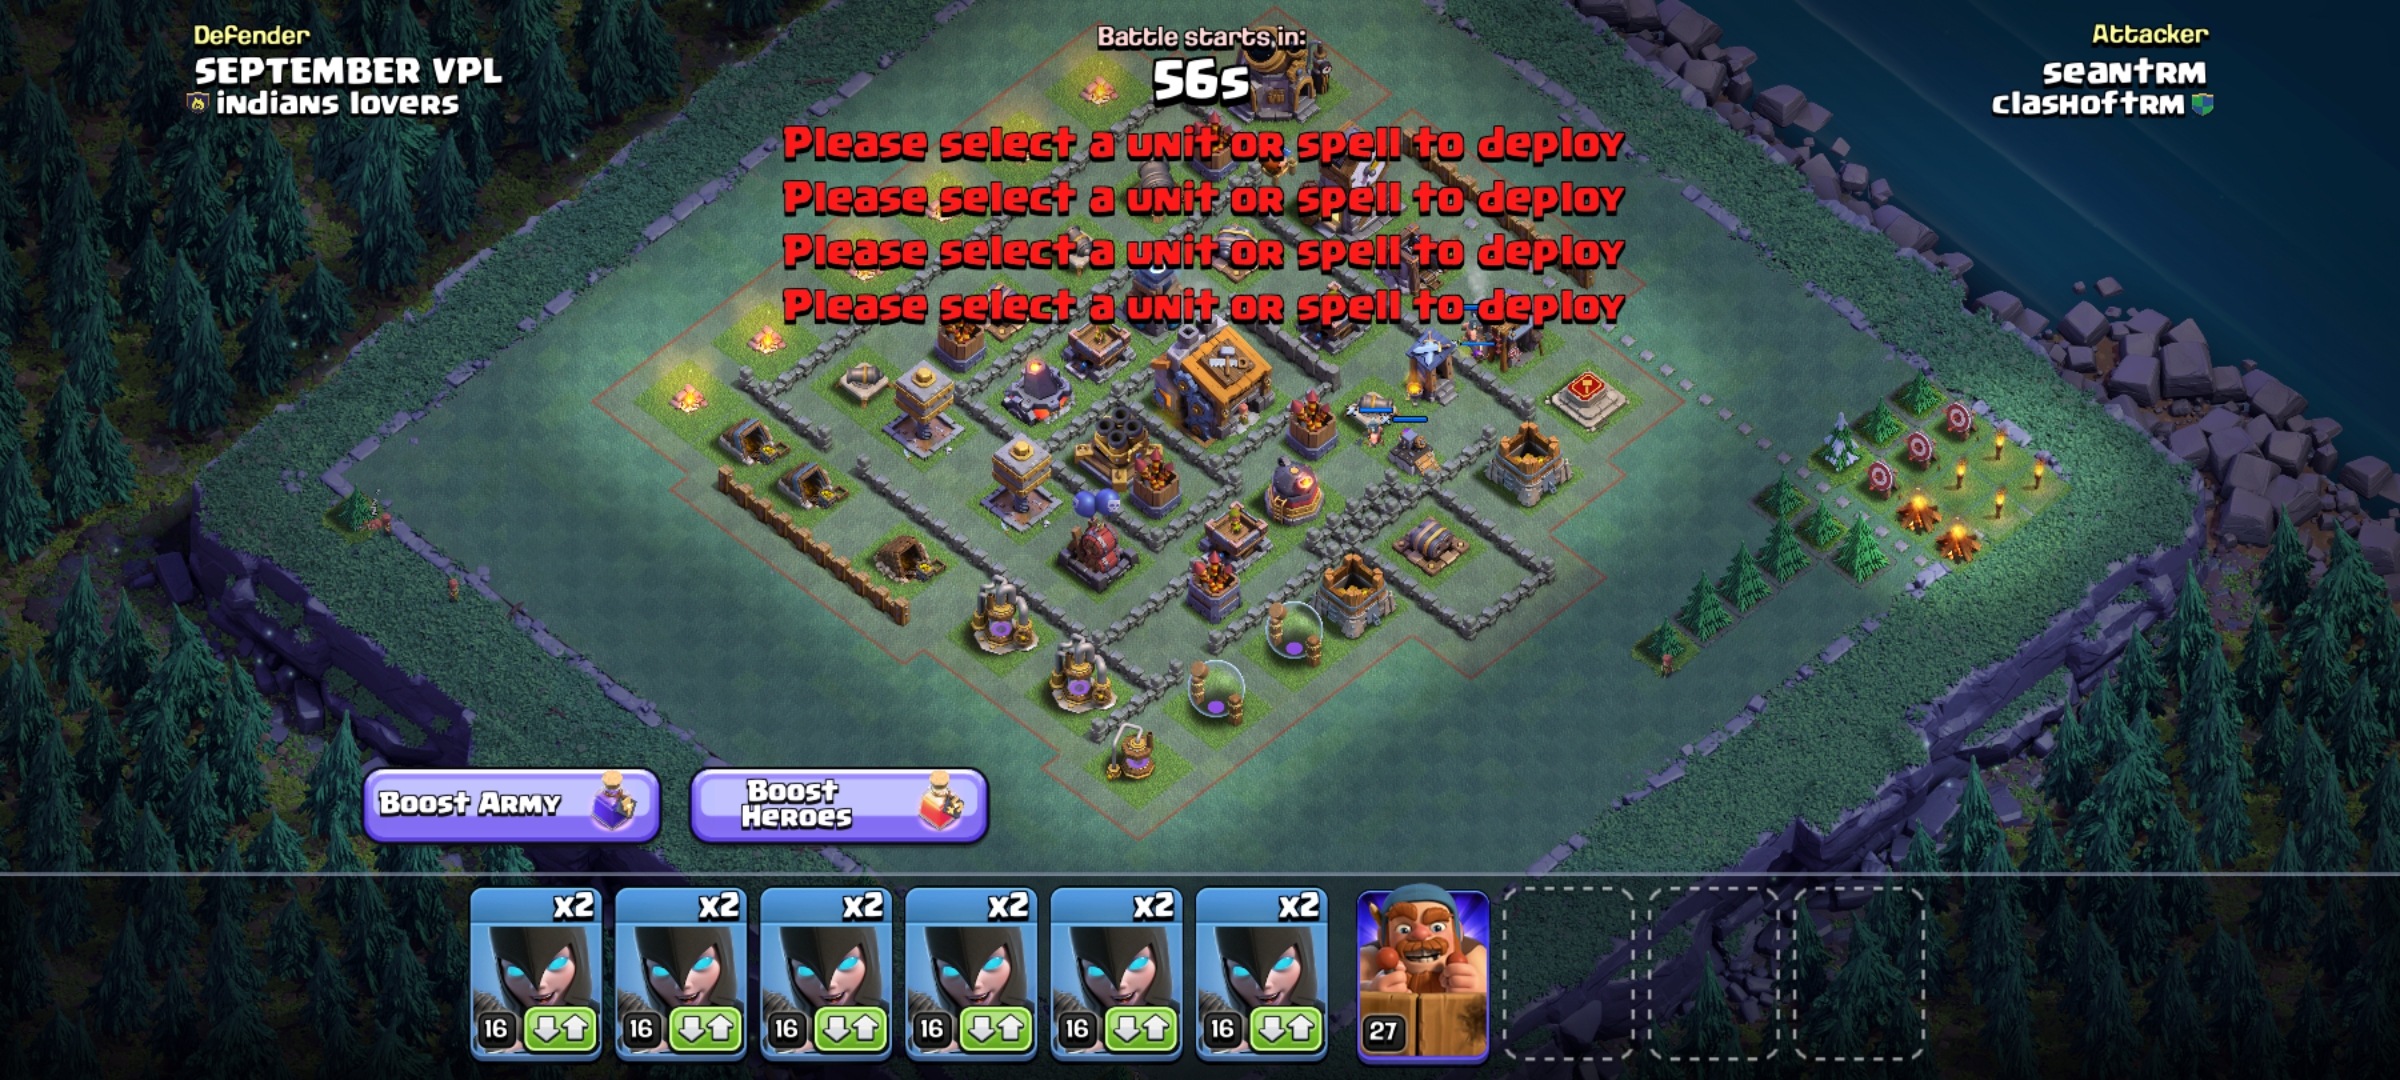 Defender
SEPTEMBER VPL
indians lovers
Battle starts in:
56s
Attacker
seantRM
clashoftRM
Please select a unit or spell to deploy
Please select a unit or spell to deploy
Please select a unit or spell to deploy
Please select a unit or spell to deploy
Boost Army
Boost
Heroes
x2
x2
x2
x2
x2
x2
16
16
16
16
16
16
27